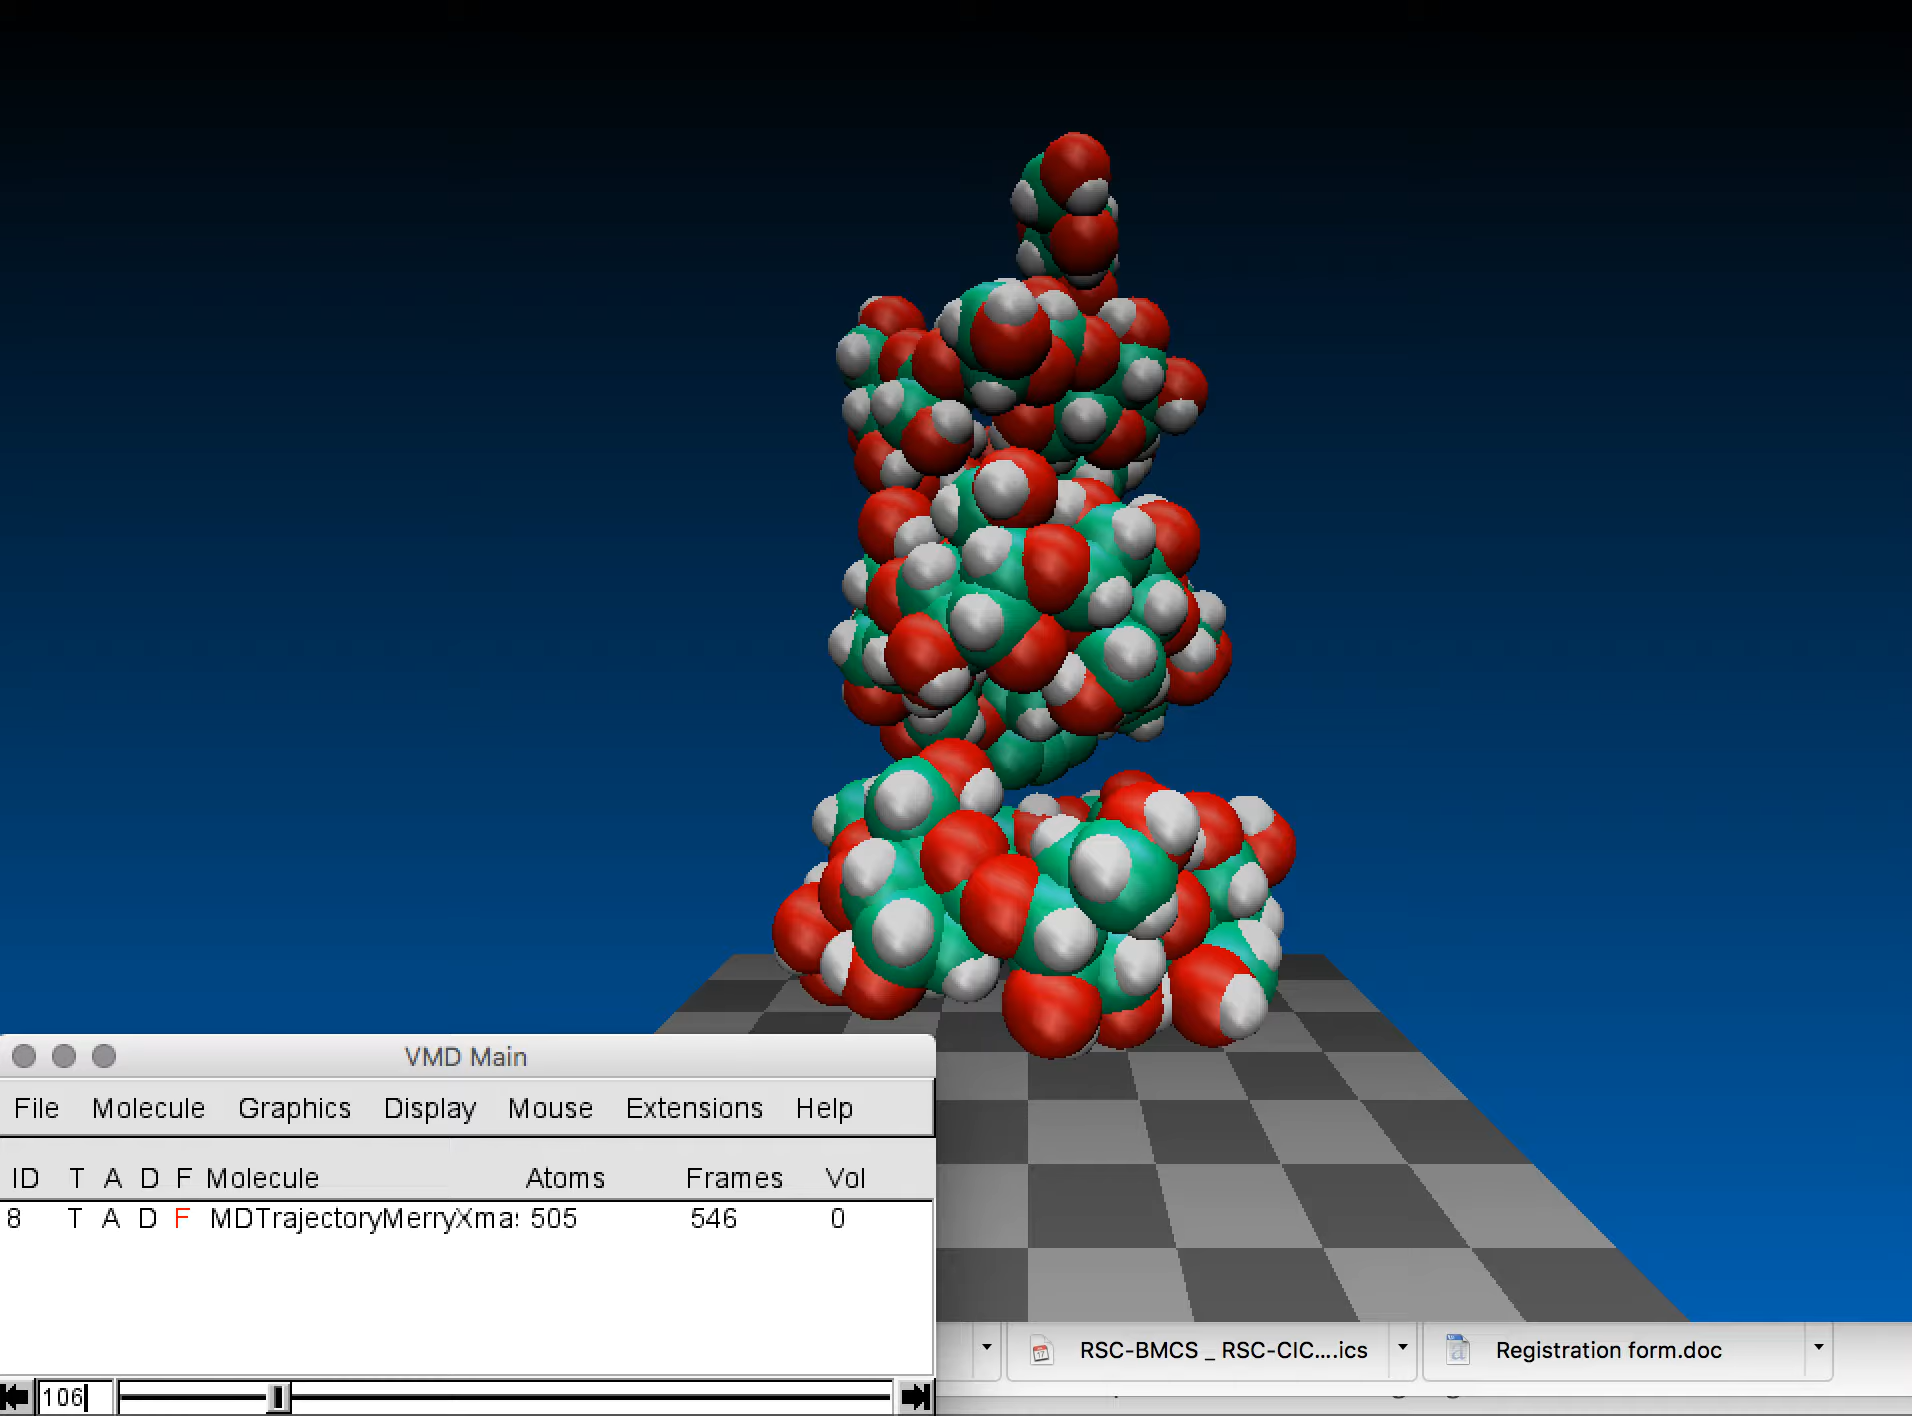 VMD Main
File Molecule Graphics Display Mouse Extensions Help
ID T A D F Molecule Atoms Frames Vol
8 T A D F MDTrajectoryMerryXma 505 546 0
RSC-BMCS _ RSC-CIC....ics Registration form.doc
106